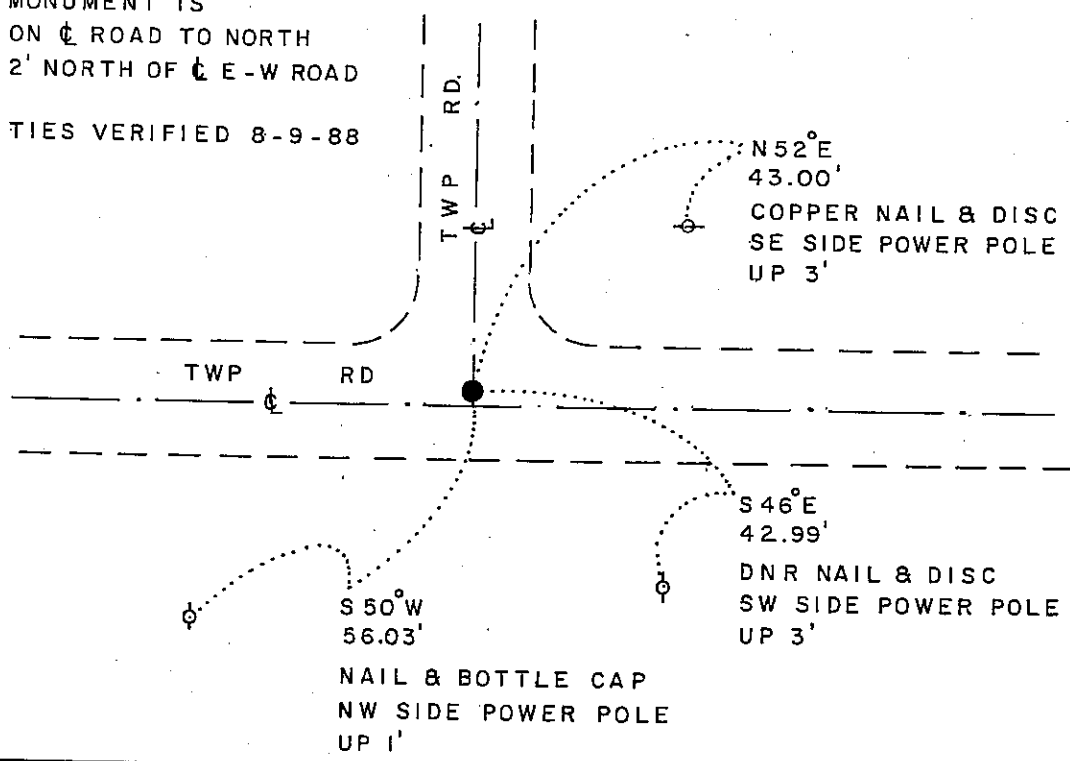 MONUMENT IS
ON ℄ ROAD TO NORTH
2' NORTH OF ℄ E-W ROAD
TIES VERIFIED 8-9-88
TWP RD.
℄
N 52°E
43.00'
COPPER NAIL & DISC
SE SIDE POWER POLE
UP 3'
TWP RD
℄
S 46°E
42.99'
DNR NAIL & DISC
SW SIDE POWER POLE
UP 3'
S 50°W
56.03'
NAIL & BOTTLE CAP
NW SIDE POWER POLE
UP 1'